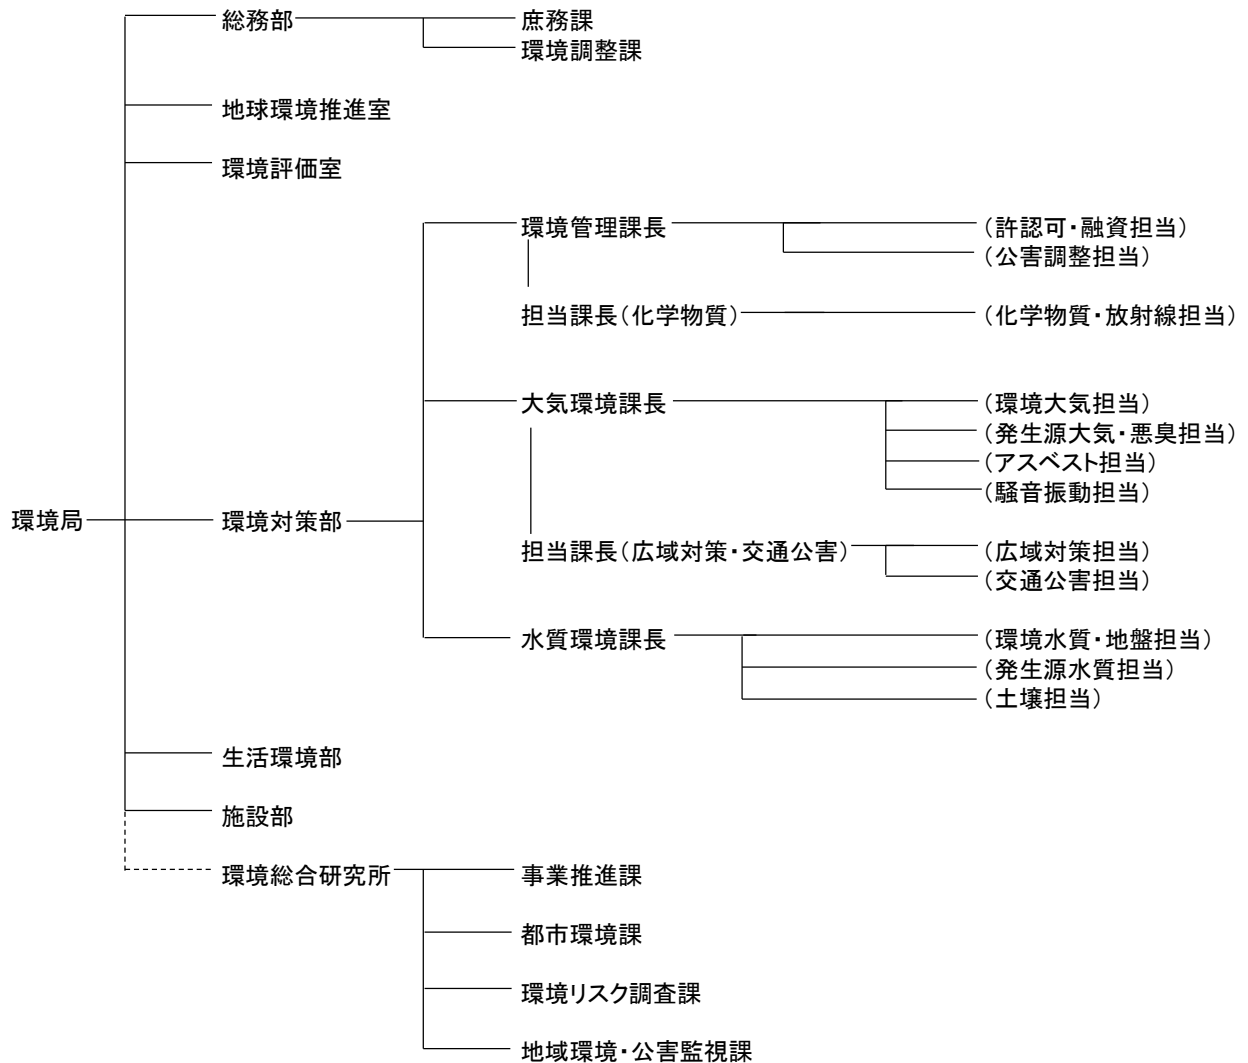 総務部 庶務課
環境調整課
地球環境推進室
環境評価室
環境管理課長 (許認可・融資担当)
(公害調整担当)
担当課長(化学物質) (化学物質・放射線担当)
大気環境課長 (環境大気担当)
(発生源大気・悪臭担当)
(アスベスト担当)
(騒音振動担当)
環境局 環境対策部
担当課長(広域対策・交通公害) (広域対策担当)
(交通公害担当)
水質環境課長 (環境水質・地盤担当)
(発生源水質担当)
(土壌担当)
生活環境部
施設部
環境総合研究所 事業推進課
都市環境課
環境リスク調査課
地域環境・公害監視課